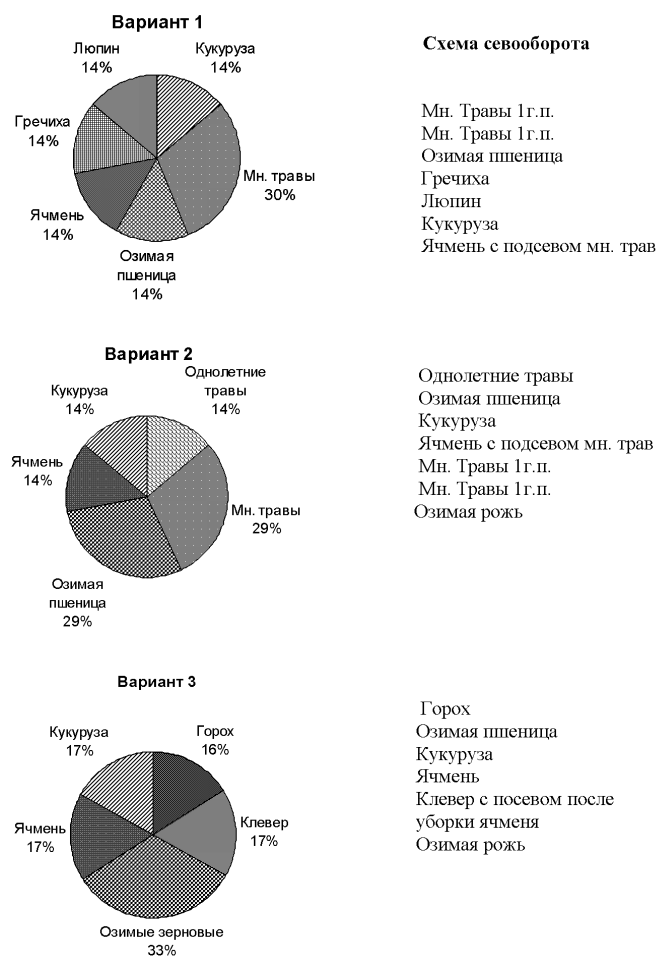 Вариант 1
Люпин
14%
Кукуруза
14%
Гречиха
14%
Мн. травы
30%
Ячмень
14%
Озимая
пшеница
14%
Схема севооборота
Мн. Травы 1г.п.
Мн. Травы 1г.п.
Озимая пшеница
Гречиха
Люпин
Кукуруза
Ячмень с подсевом мн. трав
Вариант 2
Кукуруза
14%
Однолетние
травы
14%
Ячмень
14%
Мн. травы
29%
Озимая
пшеница
29%
Однолетние травы
Озимая пшеница
Кукуруза
Ячмень с подсевом мн. трав
Мн. Травы 1г.п.
Мн. Травы 1г.п.
Озимая рожь
Вариант 3
Кукуруза
17%
Горох
16%
Ячмень
17%
Клевер
17%
Озимые зерновые
33%
Горох
Озимая пшеница
Кукуруза
Ячмень
Клевер с посевом после
уборки ячменя
Озимая рожь